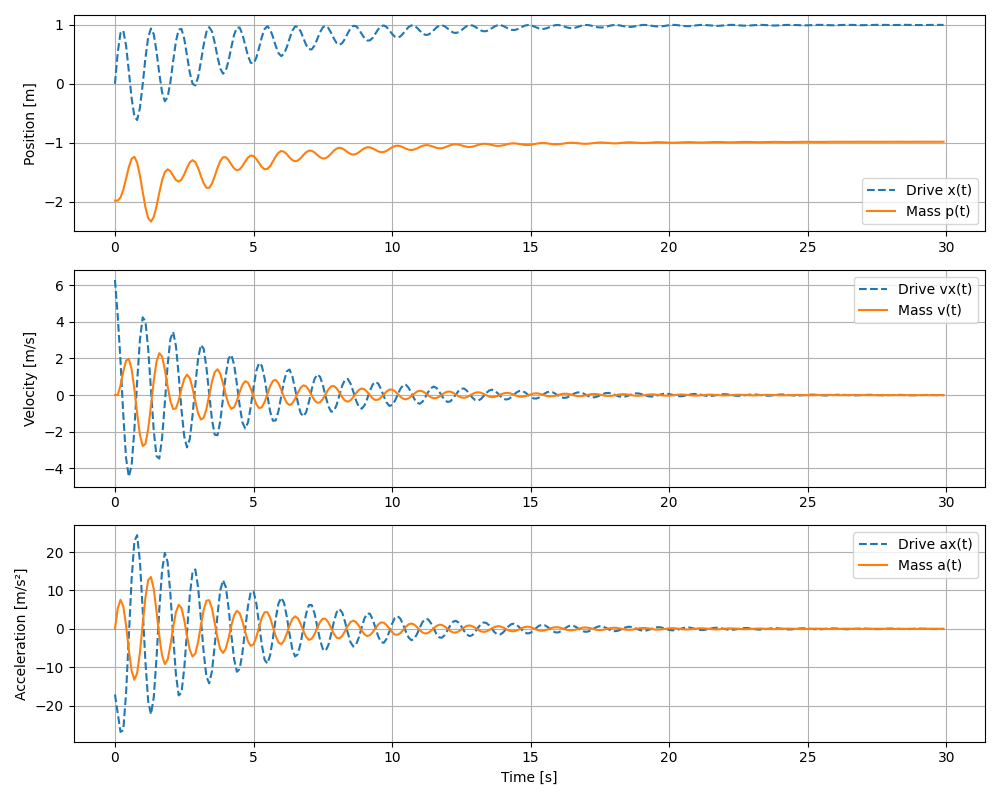 Position [m]
1
0
−1
−2
Drive x(t)
Mass p(t)
0 5 10 15 20 25 30
Velocity [m/s]
6
4
2
0
−2
−4
Drive vx(t)
Mass v(t)
0 5 10 15 20 25 30
Acceleration [m/s²]
20
10
0
−10
−20
Drive ax(t)
Mass a(t)
0 5 10 15 20 25 30
Time [s]